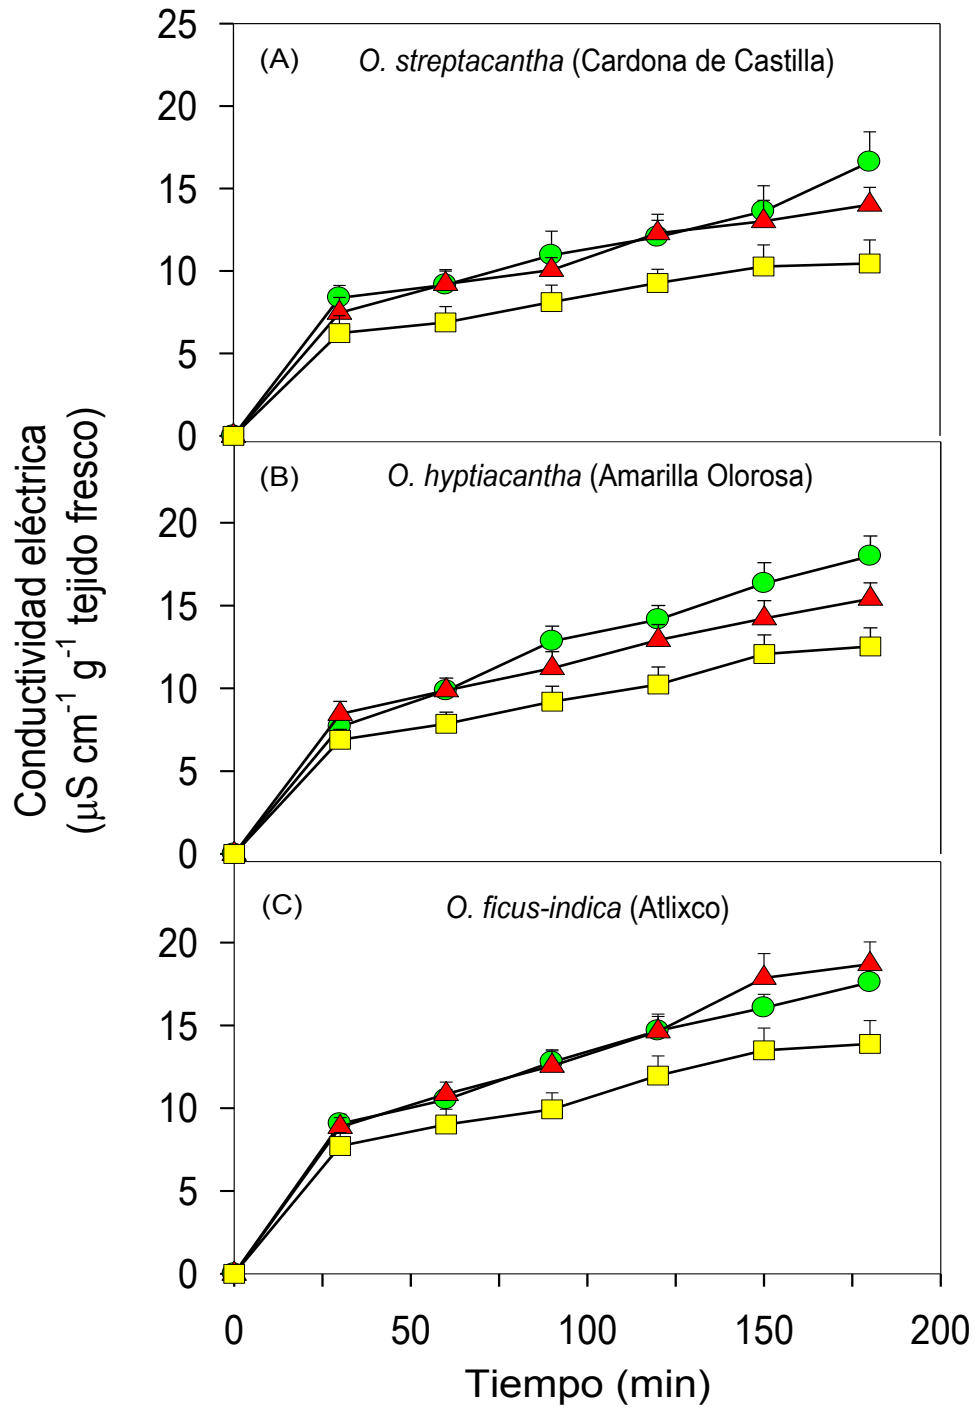 25
(A) O. streptacantha (Cardona de Castilla)
20
15
10
5
0
(B) O. hyptiacantha (Amarilla Olorosa)
20
15
10
5
0
(C) O. ficus-indica (Atlixco)
20
15
10
5
0
Conductividad eléctrica
(μS cm⁻¹ g⁻¹ tejido fresco)
0 50 100 150 200
Tiempo (min)